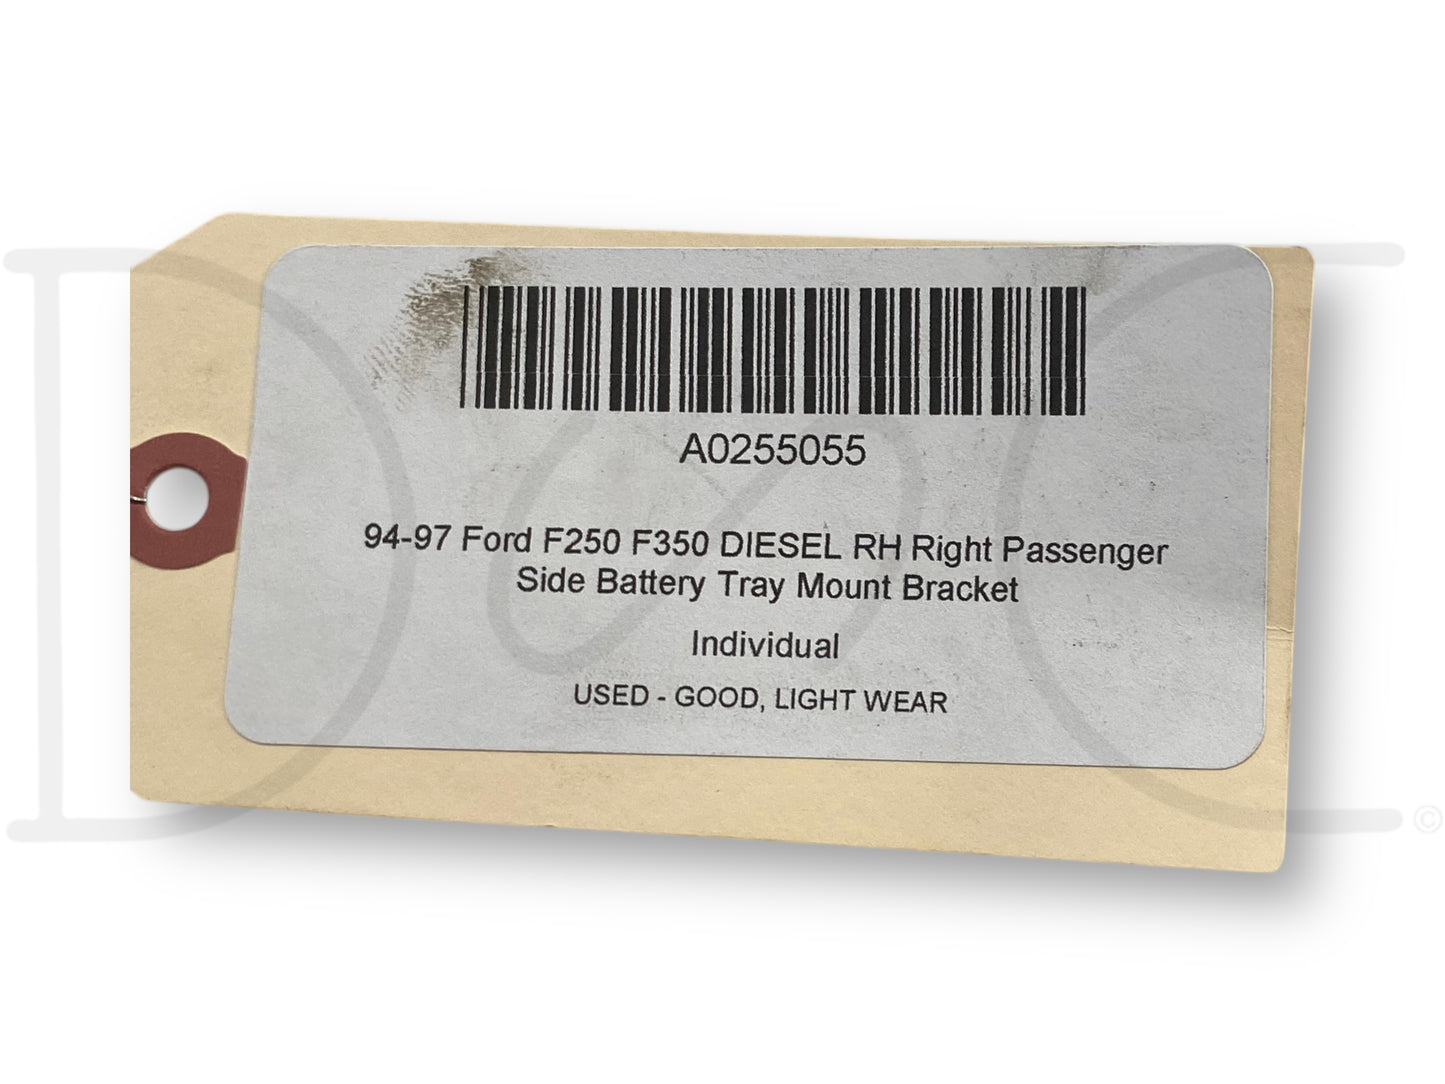 A0255055
94-97 Ford F250 F350 DIESEL RH Right Passenger
Side Battery Tray Mount Bracket
Individual
USED - GOOD, LIGHT WEAR
©